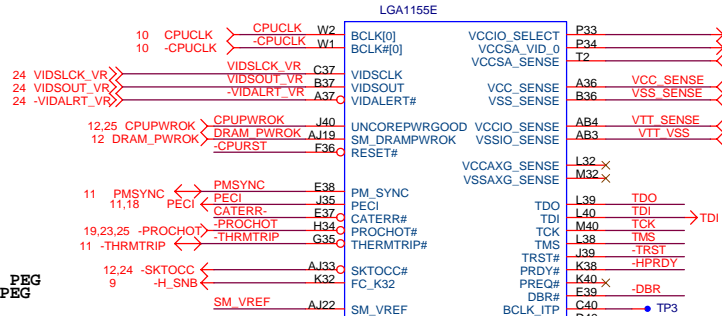 LGA1155E
10 CPUCLK CPUCLK W2 BCLK[0] VCCIO_SELECT P33
10 -CPUCLK -CPUCLK W1 BCLK#[0] VCCSA_VID_0 P34
VCCSA_SENSE T2
24 VIDSLCK_VR VIDSLCK_VR C37 VIDSCLK
24 VIDSOUT_VR VIDSOUT_VR B37 VIDSOUT VCC_SENSE A36 VCC_SENSE
24 -VIDALRT_VR -VIDALRT_VR A37 VIDALERT# VSS_SENSE B36 VSS_SENSE
12,25 CPUPWROK CPUPWROK J40 UNCOREPWRGOOD VCCIO_SENSE AB4 VTT_SENSE
12 DRAM_PWROK DRAM_PWROK AJ19 SM_DRAMPWROK VSSIO_SENSE AB3 VTT_VSS
-CPURST F36 RESET#
VCCAXG_SENSE L32
VSSAXG_SENSE M32
11 PMSYNC PMSYNC E38 PM_SYNC
11,18 PECI PECI J35 PECI TDO L39 TDO
CATERR- E37 CATERR# TDI L40 TDI TDI
19,23,25 -PROCHOT -PROCHOT H34 PROCHOT# TCK M40 TCK
11 -THRMTRIP -THRMTRIP G35 THERMTRIP# TMS L38 TMS
TRST# J39 -TRST
12,24 -SKTOCC AJ33 SKTOCC# PRDY# K38 -HPRDY
9 -H_SNB K32 FC_K32 PREQ# K40
PEG
PEG
DBR# E39 -DBR
SM_VREF AJ22 SM_VREF BCLK_ITP C40 TP3